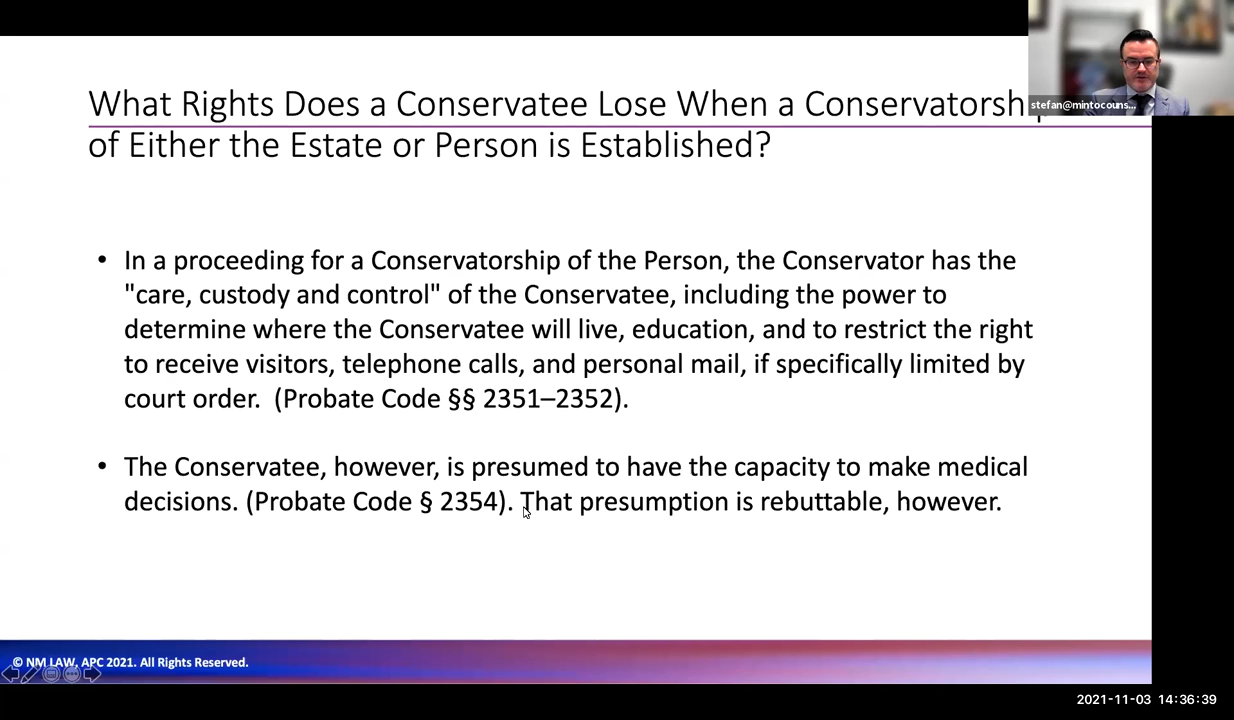 What Rights Does a Conservatee Lose When a Conservatorsh
of Either the Estate or Person is Established?
stefan@mintocouns...
• In a proceeding for a Conservatorship of the Person, the Conservator has the
"care, custody and control" of the Conservatee, including the power to
determine where the Conservatee will live, education, and to restrict the right
to receive visitors, telephone calls, and personal mail, if specifically limited by
court order.  (Probate Code §§ 2351–2352).
• The Conservatee, however, is presumed to have the capacity to make medical
decisions. (Probate Code § 2354). That presumption is rebuttable, however.
© NM LAW, APC 2021. All Rights Reserved.
2021-11-03 14:36:39